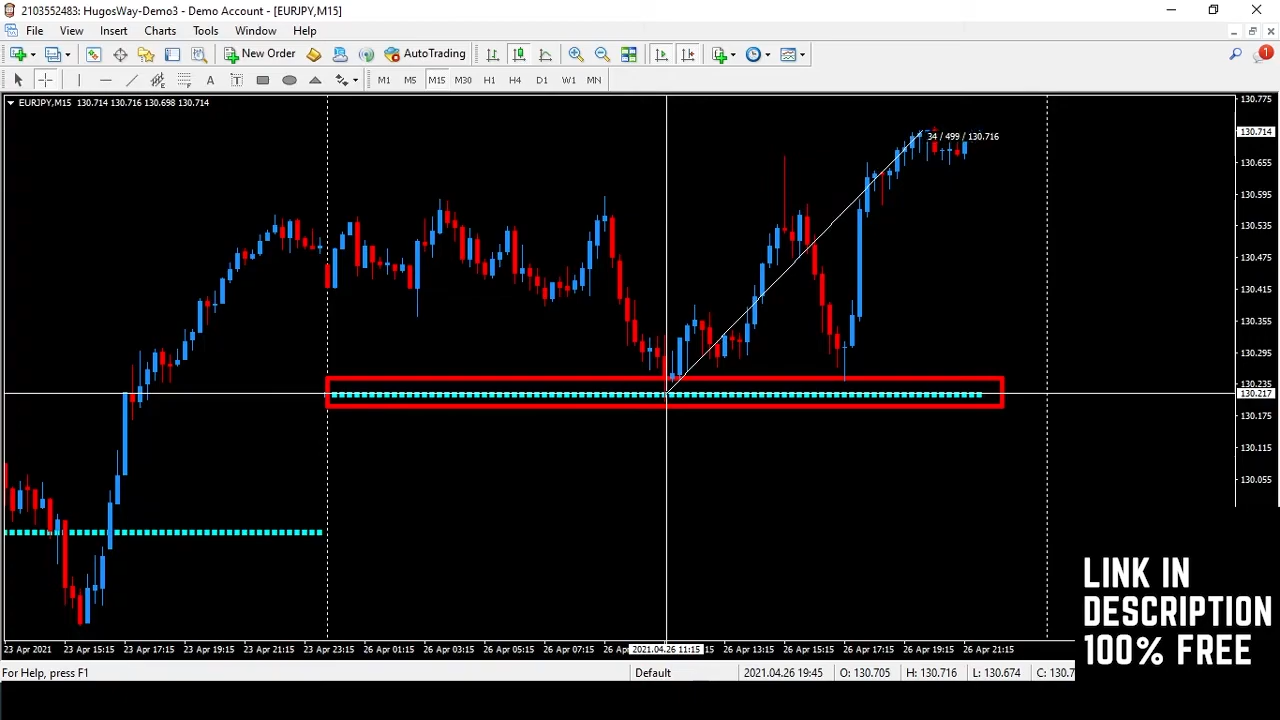 2103552483: HugosWay-Demo3 - Demo Account - [EURJPY,M15]
File View Insert Charts Tools Window Help
New Order AutoTrading 1
A T M1 M5 M15 M30 H1 H4 D1 W1 MN
EURJPY,M15 130.714 130.716 130.698 130.714
34 / 499 / 130.716
130.775
130.714
130.655
130.595
130.535
130.475
130.415
130.355
130.295
130.235
130.217
130.175
130.115
130.055
23 Apr 2021 23 Apr 15:15 23 Apr 17:15 23 Apr 19:15 23 Apr 21:15 23 Apr 23:15 26 Apr 01:15 26 Apr 03:15 26 Apr 05:15 26 Apr 07:15 26 Apr 2021.04.26 11:15 :15 26 Apr 13:15 26 Apr 15:15 26 Apr 17:15 26 Apr 19:15 26 Apr 21:15
For Help, press F1 Default 2021.04.26 19:45 O: 130.705 H: 130.716 L: 130.674 C: 130.7
LINK IN
DESCRIPTION
100% FREE